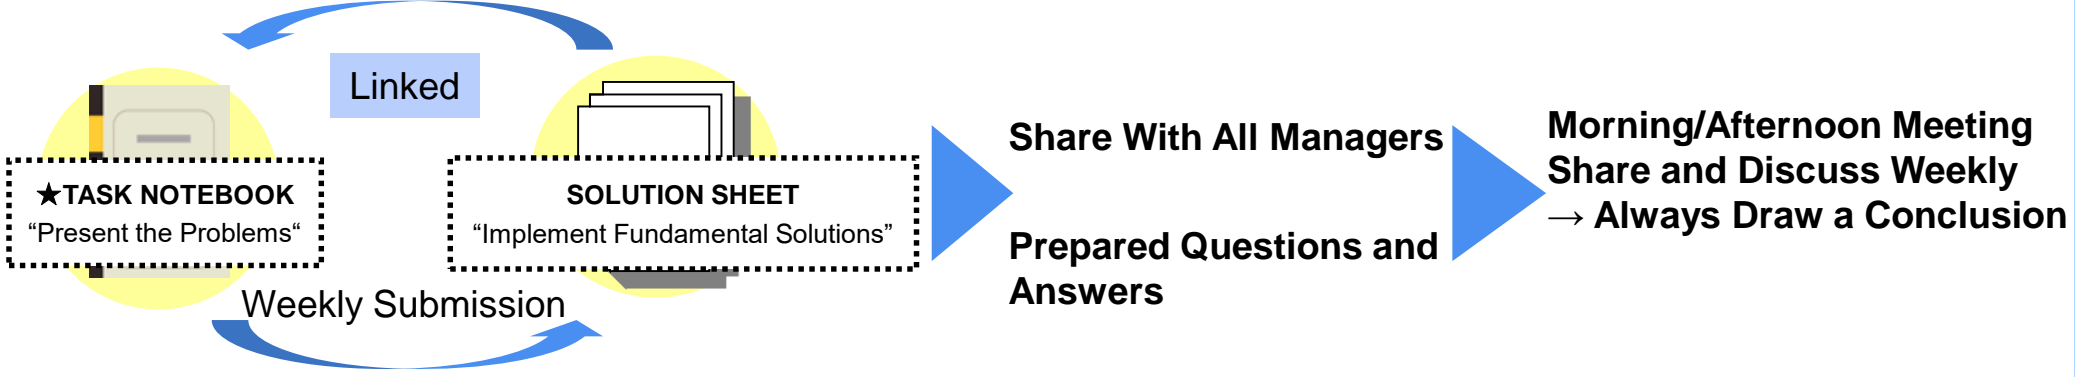 Linked
★TASK NOTEBOOK
“Present the Problems“
SOLUTION SHEET
“Implement Fundamental Solutions”
Weekly Submission
Share With All Managers
Prepared Questions and
Answers
Morning/Afternoon Meeting
Share and Discuss Weekly
→ Always Draw a Conclusion